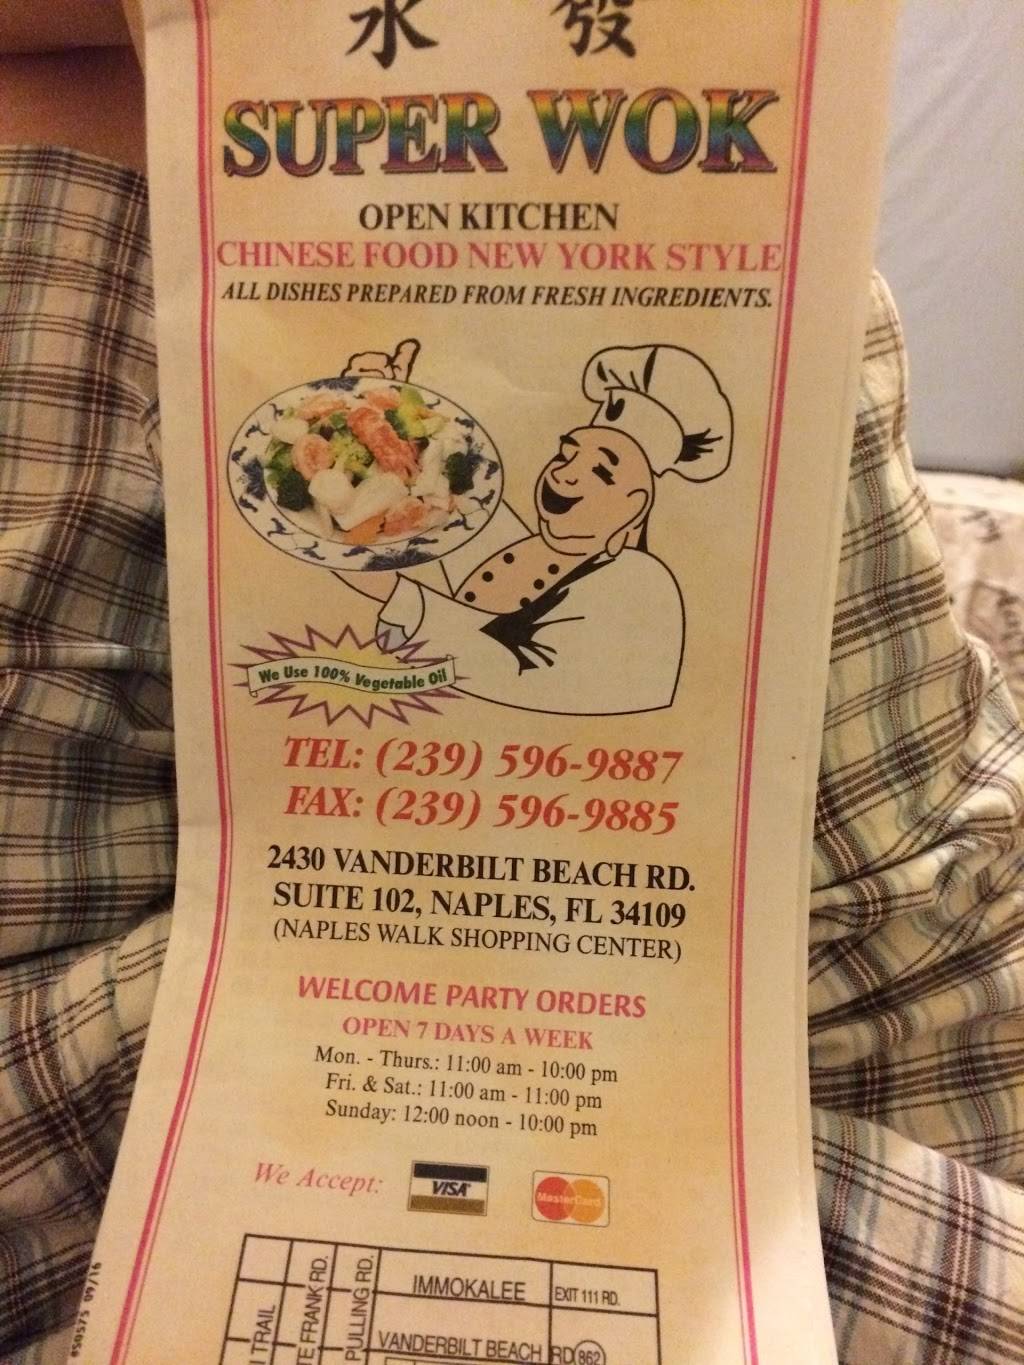 永 發
SUPER WOK
OPEN KITCHEN
CHINESE FOOD NEW YORK STYLE
ALL DISHES PREPARED FROM FRESH INGREDIENTS.
We Use 100% Vegetable Oil
TEL: (239) 596-9887
FAX: (239) 596-9885
2430 VANDERBILT BEACH RD.
SUITE 102, NAPLES, FL 34109
(NAPLES WALK SHOPPING CENTER)
WELCOME PARTY ORDERS
OPEN 7 DAYS A WEEK
Mon. - Thurs.: 11:00 am - 10:00 pm
Fri. & Sat.: 11:00 am - 11:00 pm
Sunday: 12:00 noon - 10:00 pm
We Accept: VISA MasterCard
TRAIL
FRANK RD.
PULLING RD.
IMMOKALEE
EXIT 111 RD.
VANDERBILT BEACH RD 862
09/16